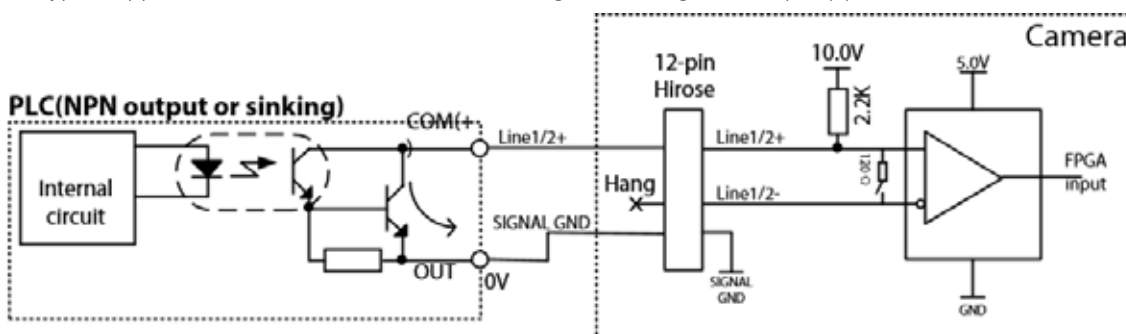 Camera
12-pin
Hirose
10.0V
5.0V
2.2K
PLC(NPN output or sinking)
COM(+
Line1/2+
Line1/2+
120 Ω
FPGA
input
Internal
circuit
Hang
Line1/2-
SIGNAL GND
OUT
0V
SIGNAL
GND
GND